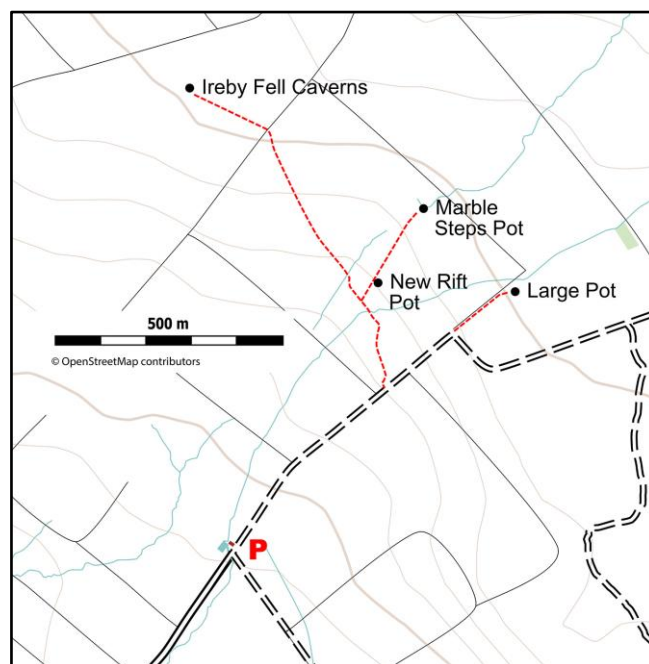 Ireby Fell Caverns
Marble
Steps Pot
New Rift
Pot
Large Pot
500 m
© OpenStreetMap contributors
P